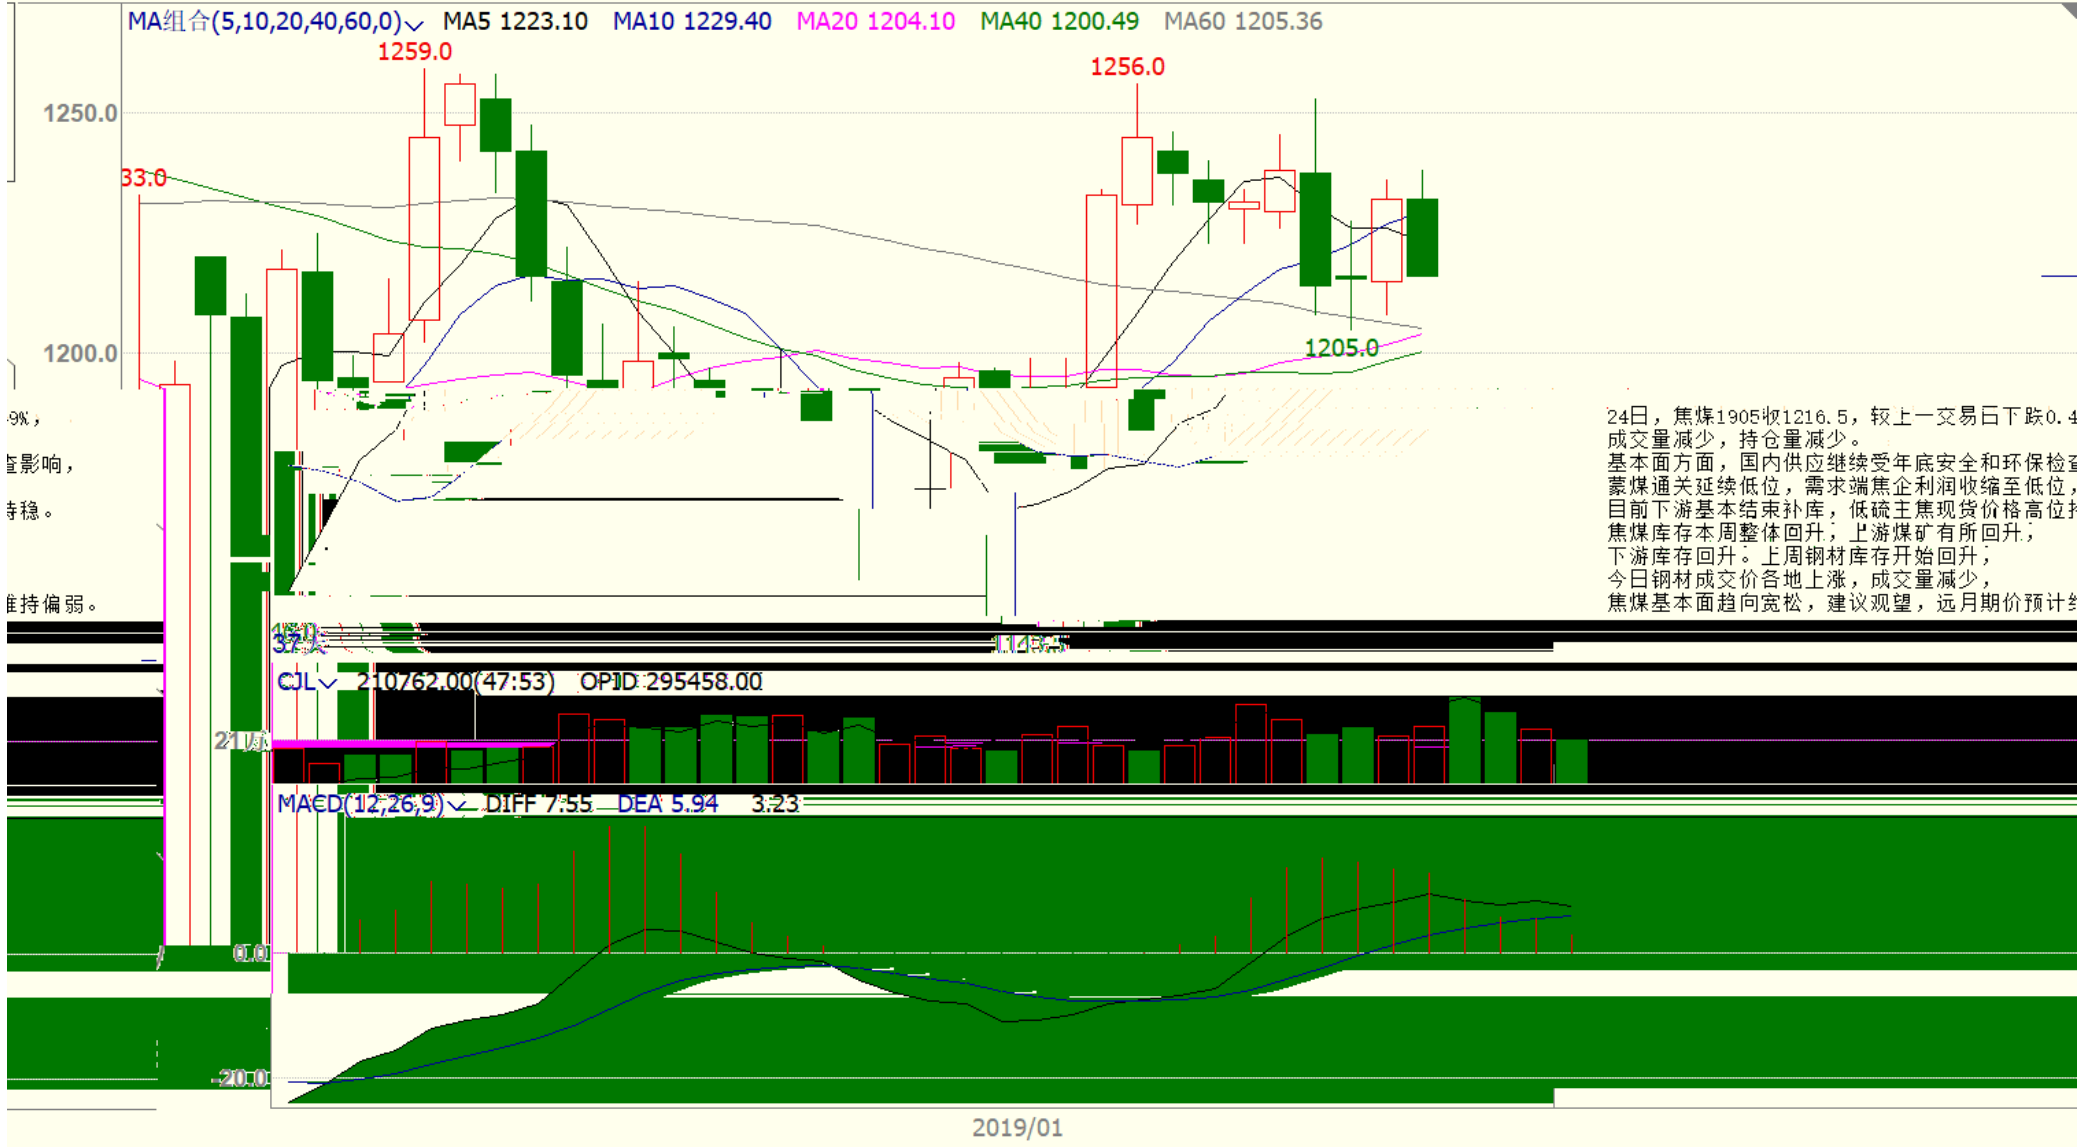 MA组合(5,10,20,40,60,0) MA5 1223.10 MA10 1229.40 MA20 1204.10 MA40 1200.49 MA60 1205.36
1259.0
1256.0
1250.0
33.0
1200.0
1205.0
9%，
查影响，
持稳。
维持偏弱。
24日，焦煤1905收1216.5，较上一交易日下跌0.4
成交量减少，持仓量减少。
基本面方面，国内供应继续受年底安全和环保检查
蒙煤通关延续低位，需求端焦企利润收缩至低位，
目前下游基本结束补库，低硫主焦现货价格高位持
焦煤库存本周整体回升，上游煤矿有所回升，
下游库存回升。上周钢材库存开始回升，
今日钢材成交价各地上涨，成交量减少，
焦煤基本面趋向宽松，建议观望，远月期价预计维
CJL 210762.00(47:53) OPID 295458.00
21万
MACD(12,26,9) DIFF 7.55 DEA 5.94 3.23
0.0
-20.0
2019/01